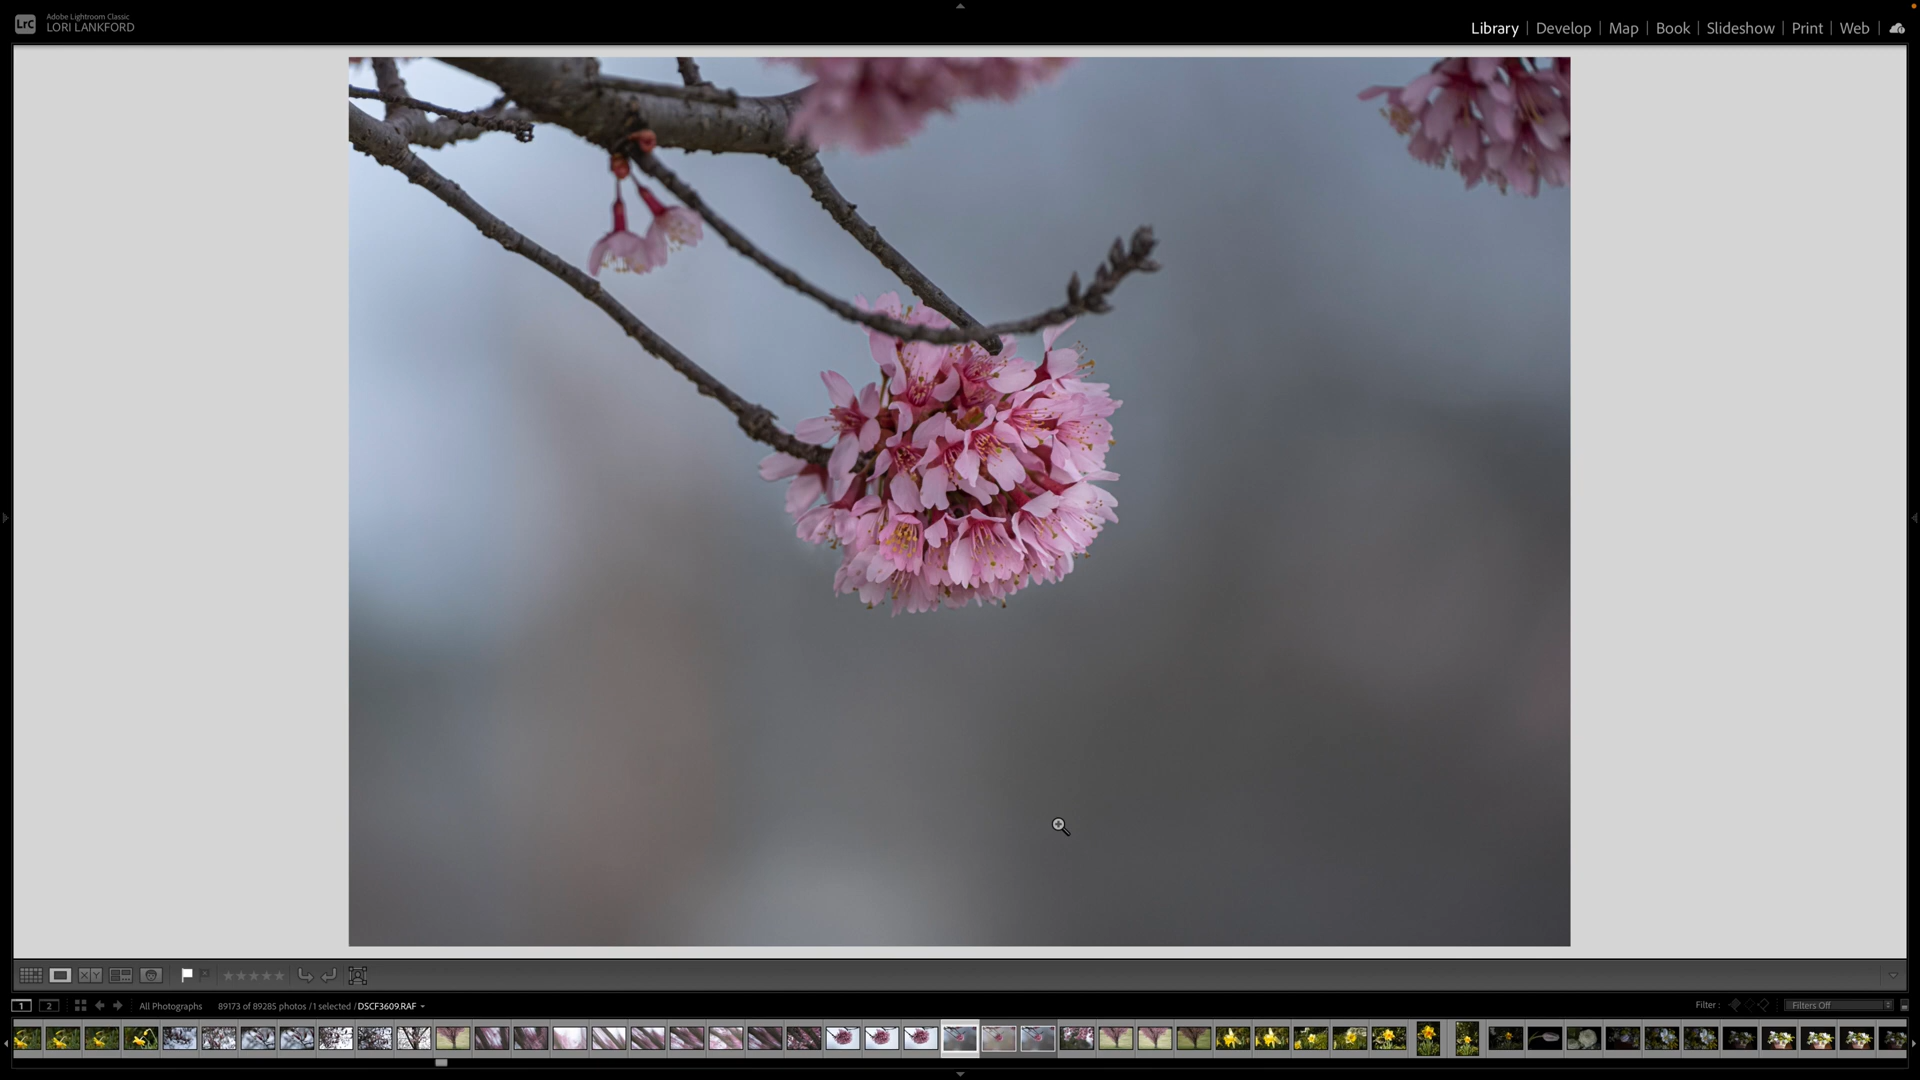 LrC
Adobe Lightroom Classic
LORI LANKFORD
Library | Develop | Map | Book | Slideshow | Print | Web
X Y
1 2 All Photographs 89173 of 89285 photos / 1 selected / DSCF3609.RAF
Filter : Filters Off